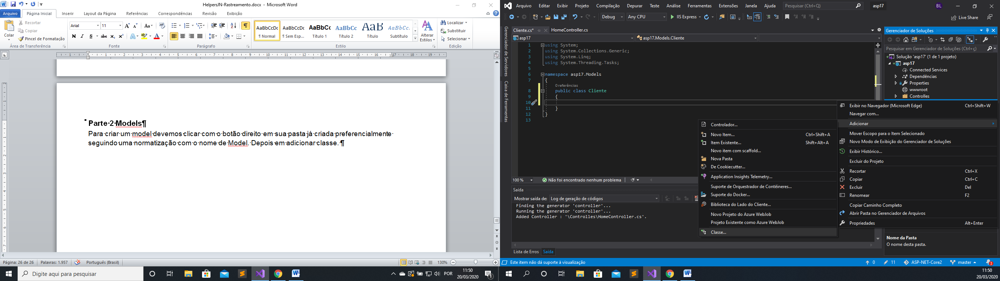 HelpersJN-Rastreamento.docx - Microsoft Word
Arquivo
Página Inicial
Inserir
Layout da Página
Referências
Correspondências
Revisão
Exibição
Colar
Recortar
Copiar
Pincel de Formatação
Área de Transferência
Arial
11
Fonte
Parágrafo
AaBbCcDc
¶ Normal
AaBbCcDc
¶ Sem Esp...
AaBbCc
Título 1
AaBbCc
Título 2
AaB
Título
AaBbCc.
Subtítulo
Alterar
Estilos
Estilo
Localizar
Substituir
Selecionar
Edição
Parte 2 Models¶
Para criar um model devemos clicar com o botão direito em sua pasta já criada preferencialmente
seguindo uma normatização com o nome de Model. Depois em adicionar classe. ¶
Página: 26 de 26
Palavras: 1.957
Português (Brasil)
130%
Digite aqui para pesquisar
POR
11:50
20/03/2020
Arquivo
Editar
Exibir
Projeto
Compilação
Depurar
Teste
Análise
Ferramentas
Extensões
Janela
Ajuda
Pesquisar (Ctrl+Q)
asp17
BL
Debug
Any CPU
IIS Express
Live Share
Gerenciador de Servidores
Caixa de Ferramentas
Cliente.cs*
HomeController.cs
asp17
asp17.Models.Cliente
1 using System;
2 using System.Collections.Generic;
3 using System.Linq;
4 using System.Threading.Tasks;
5
6 namespace asp17.Models
7 {
0 referências
8 public class Cliente
9 {
10
11 }
12 }
13
100 %
Não foi encontrado nenhum problema
Saída
Mostrar saída de:
Log de geração de códigos
Finding the generator 'controller'...
Running the generator 'controller'...
Added Controller : '\Controlles\HomeController.cs'.
Lista de Erros
Saída
Gerenciador de Soluções
Pesquisar em Gerenciador de Soluções (Ctrl+ç)
Solução 'asp17' (1 de 1 projeto)
asp17
Connected Services
Dependências
Properties
wwwroot
Controlles
Exibir no Navegador (Microsoft Edge) Ctrl+Shift+W
Navegar com...
Adicionar
Mover Escopo para o Item Selecionado
Novo Modo de Exibição do Gerenciador de Soluções
Exibir Histórico...
Excluir do Projeto
Recortar Ctrl+X
Copiar Ctrl+C
Excluir Del
Renomear F2
Copiar Caminho Completo
Abrir Pasta no Gerenciador de Arquivos
Propriedades Alt+Enter
Controlador...
Novo Item... Ctrl+Shift+A
Item Existente... Shift+Alt+A
Novo item com scaffold...
Nova Pasta
De Cookiecutter...
Application Insights Telemetry...
Suporte de Orquestrador de Contêineres...
Suporte do Docker...
Biblioteca do Lado do Cliente...
Novo Projeto do Azure WebJob
Projeto Existente como Azure WebJob
Classe...
Nome da Pasta
O nome desta pasta.
Este item não dá suporte à visualização
0
11
ASP-NET-Core2
master
3
11:50
20/03/2020